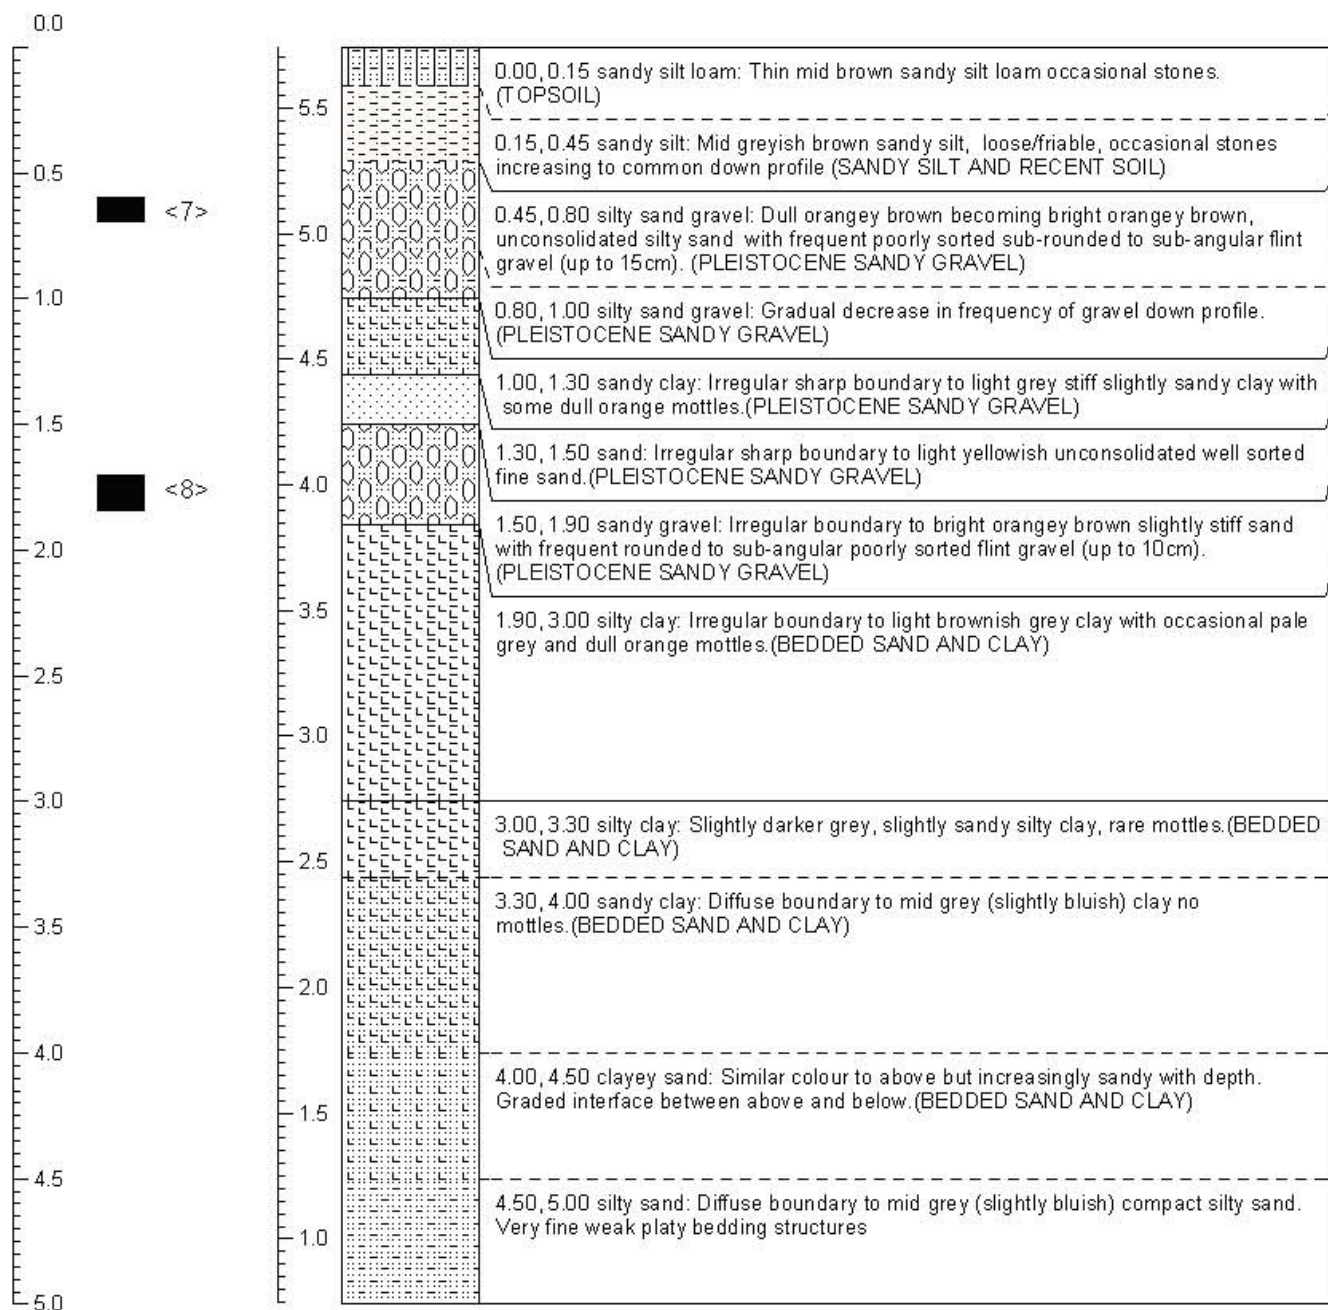 0.0
0.5
1.0
1.5
2.0
2.5
3.0
3.5
4.0
4.5
5.0
<7>
<8>
5.5
5.0
4.5
4.0
3.5
3.0
2.5
2.0
1.5
1.0
0.00, 0.15 sandy silt loam: Thin mid brown sandy silt loam occasional stones.
(TOPSOIL)
0.15, 0.45 sandy silt: Mid greyish brown sandy silt, loose/friable, occasional stones
increasing to common down profile (SANDY SILT AND RECENT SOIL)
0.45, 0.80 silty sand gravel: Dull orangey brown becoming bright orangey brown,
unconsolidated silty sand with frequent poorly sorted sub-rounded to sub-angular flint
gravel (up to 15cm). (PLEISTOCENE SANDY GRAVEL)
0.80, 1.00 silty sand gravel: Gradual decrease in frequency of gravel down profile.
(PLEISTOCENE SANDY GRAVEL)
1.00, 1.30 sandy clay: Irregular sharp boundary to light grey stiff slightly sandy clay with
some dull orange mottles.(PLEISTOCENE SANDY GRAVEL)
1.30, 1.50 sand: Irregular sharp boundary to light yellowish unconsolidated well sorted
fine sand.(PLEISTOCENE SANDY GRAVEL)
1.50, 1.90 sandy gravel: Irregular boundary to bright orangey brown slightly stiff sand
with frequent rounded to sub-angular poorly sorted flint gravel (up to 10cm).
(PLEISTOCENE SANDY GRAVEL)
1.90, 3.00 silty clay: Irregular boundary to light brownish grey clay with occasional pale
grey and dull orange mottles.(BEDDED SAND AND CLAY)
3.00, 3.30 silty clay: Slightly darker grey, slightly sandy silty clay, rare mottles.(BEDDED
SAND AND CLAY)
3.30, 4.00 sandy clay: Diffuse boundary to mid grey (slightly bluish) clay no
mottles.(BEDDED SAND AND CLAY)
4.00, 4.50 clayey sand: Similar colour to above but increasingly sandy with depth.
Graded interface between above and below.(BEDDED SAND AND CLAY)
4.50, 5.00 silty sand: Diffuse boundary to mid grey (slightly bluish) compact silty sand.
Very fine weak platy bedding structures